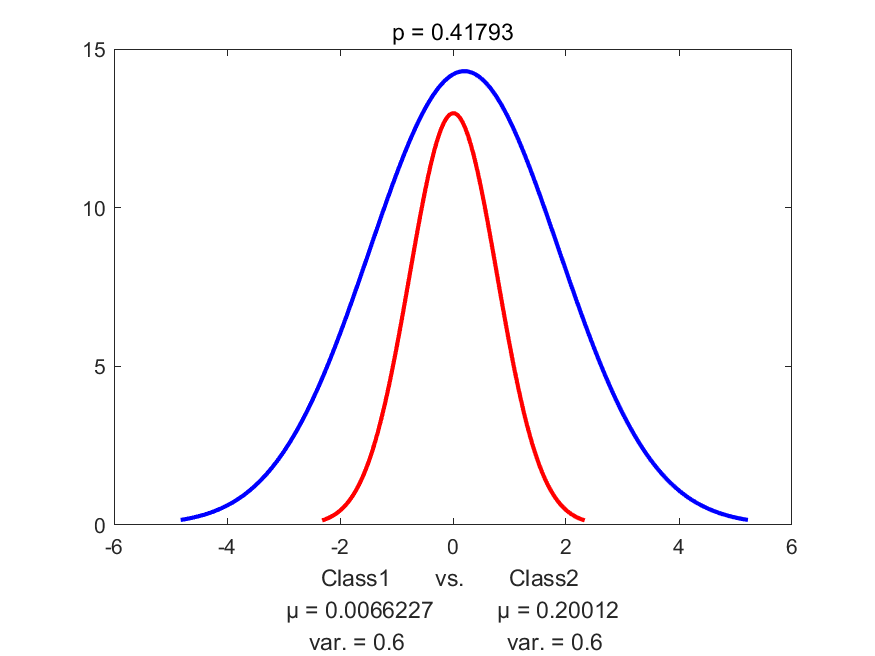 p = 0.41793
15
10
5
0
-6 -4 -2 0 2 4 6
Class1 vs. Class2
μ = 0.0066227 μ = 0.20012
var. = 0.6 var. = 0.6